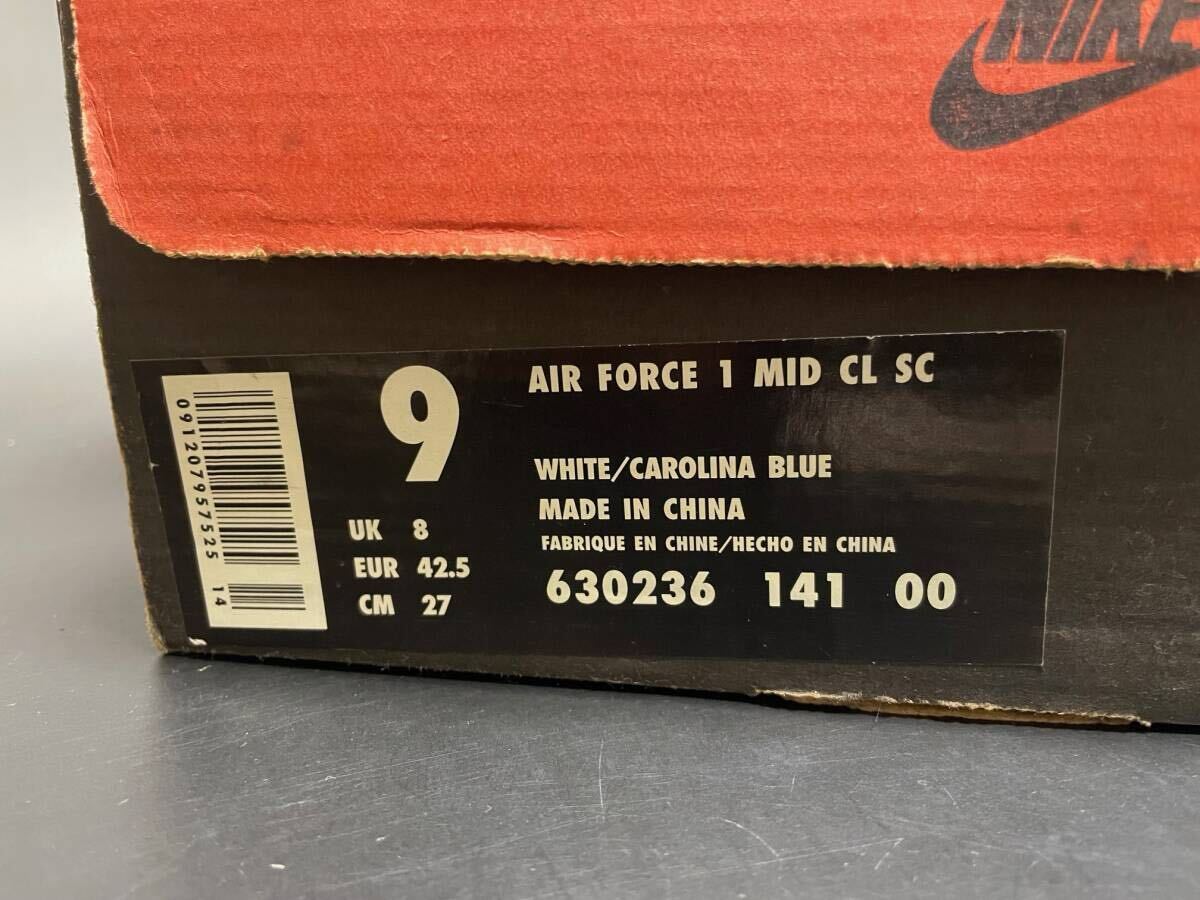 NIKE
AIR FORCE 1 MID CL SC
9
WHITE/CAROLINA BLUE
MADE IN CHINA
FABRIQUE EN CHINE/HECHO EN CHINA
UK 8
EUR 42.5
CM 27
630236 141 00
091207957525 14